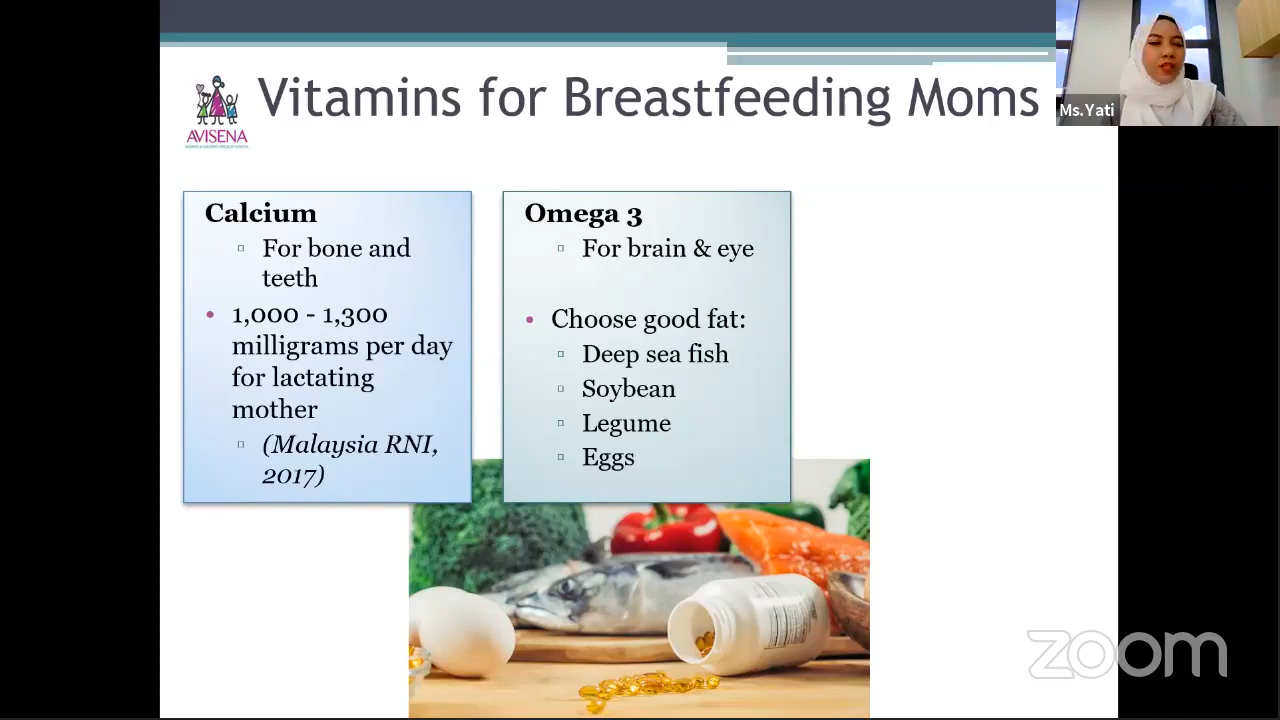 Vitamins for Breastfeeding Moms
AVISENA
Ms.Yati
Calcium
For bone and
teeth
1,000 - 1,300
milligrams per day
for lactating
mother
(Malaysia RNI,
2017)
Omega 3
For brain & eye
Choose good fat:
Deep sea fish
Soybean
Legume
Eggs
zoom